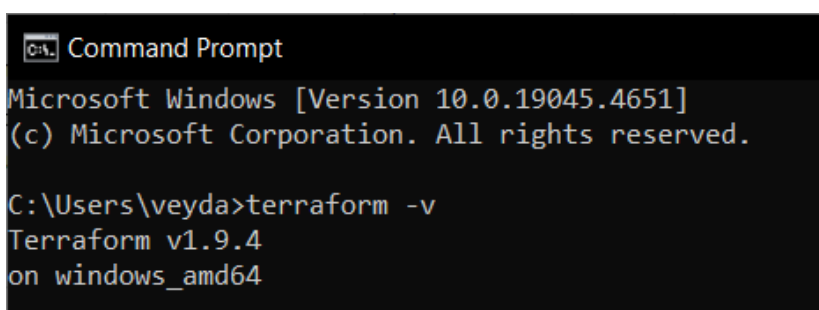 Command Prompt
Microsoft Windows [Version 10.0.19045.4651]
(c) Microsoft Corporation. All rights reserved.
C:\Users\veyda>terraform -v
Terraform v1.9.4
on windows_amd64